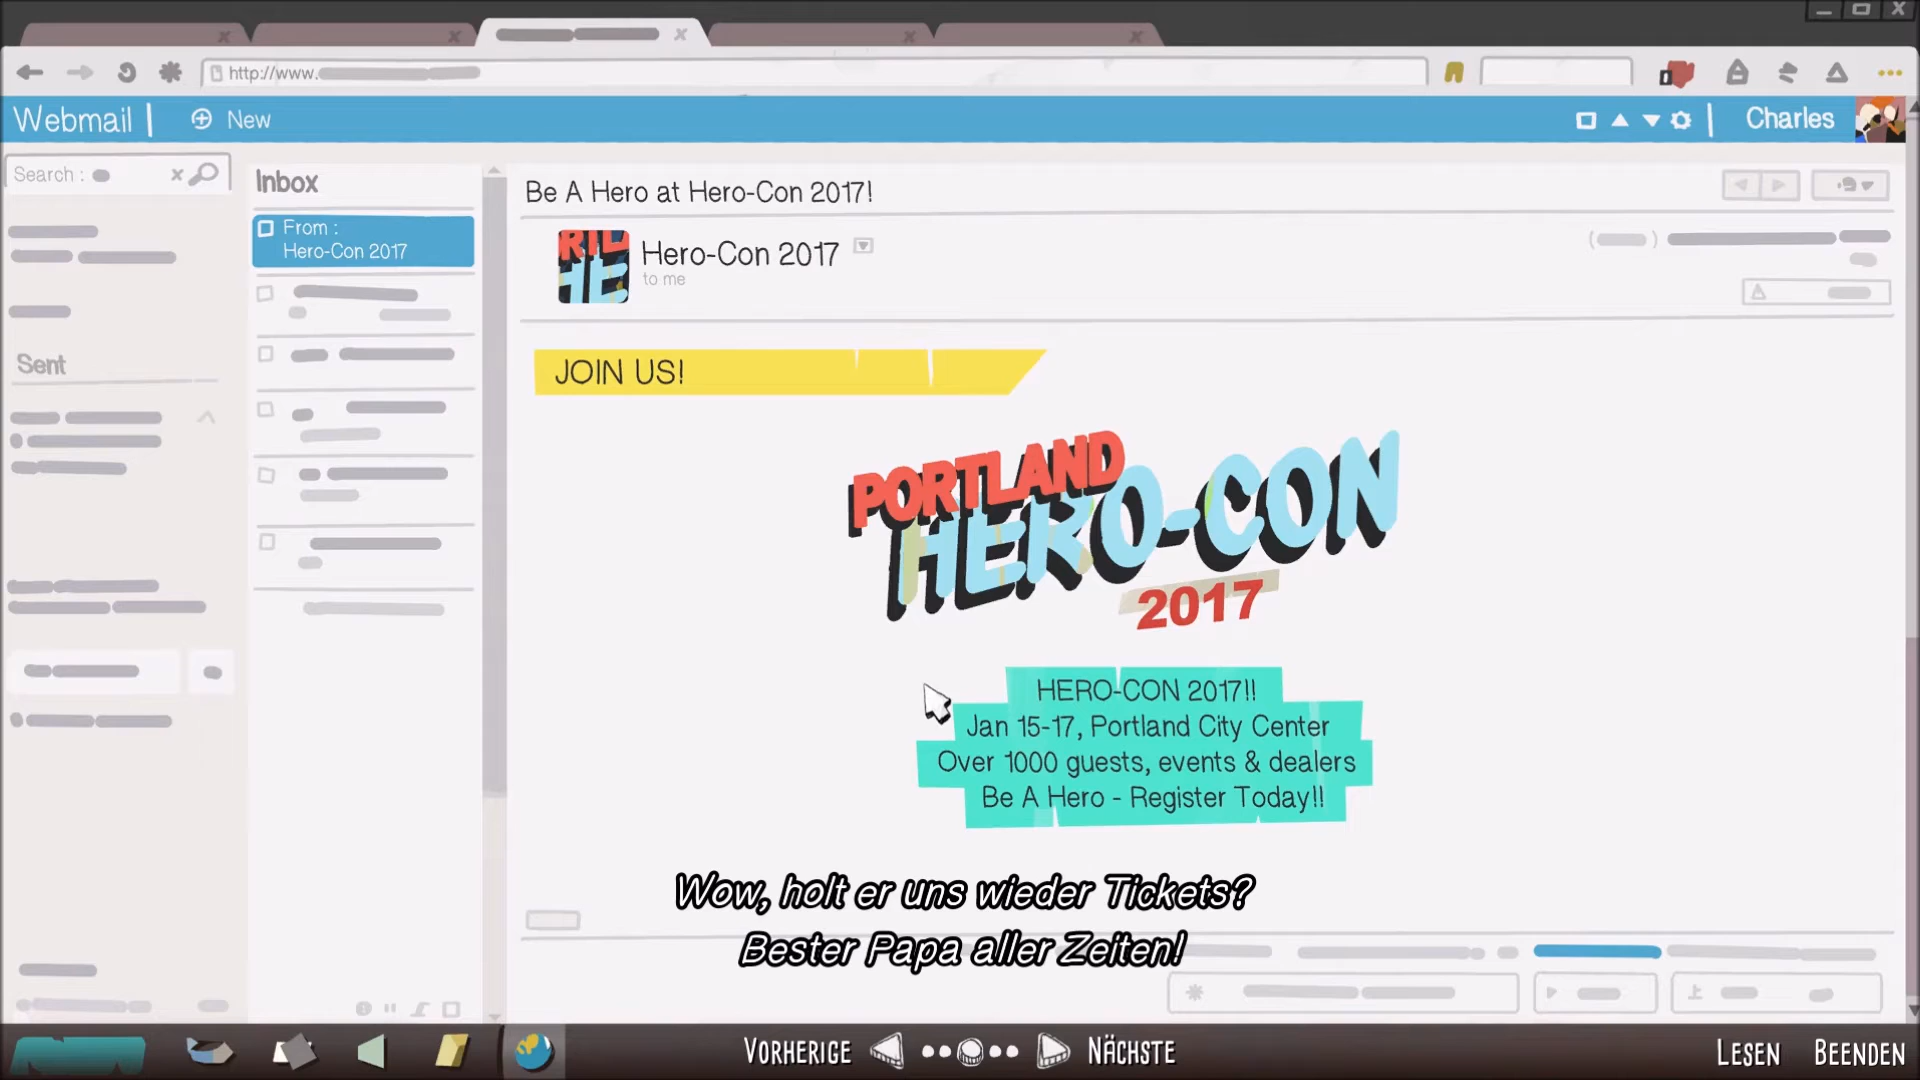 http://www.
Webmail
New
Charles
Search :
Inbox
From :
Hero-Con 2017
Sent
Be A Hero at Hero-Con 2017!
RTL
HE
Hero-Con 2017
to me
JOIN US!
PORTLAND
HERO-CON
2017
HERO-CON 2017!!
Jan 15-17, Portland City Center
Over 1000 guests, events & dealers
Be A Hero - Register Today!!
Wow, holt er uns wieder Tickets?
Bester Papa aller Zeiten!
VORHERIGE
NÄCHSTE
LESEN
BEENDEN